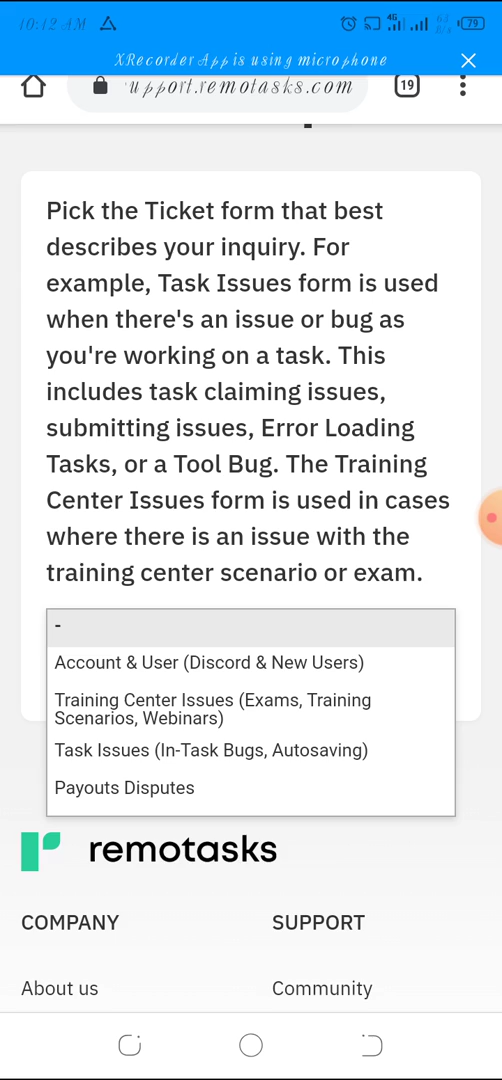 10:12 AM
4G
79
XRecorder App is using microphone
upport.remotasks.com
19
Pick the Ticket form that best
describes your inquiry. For
example, Task Issues form is used
when there's an issue or bug as
you're working on a task. This
includes task claiming issues,
submitting issues, Error Loading
Tasks, or a Tool Bug. The Training
Center Issues form is used in cases
where there is an issue with the
training center scenario or exam.
-
Account & User (Discord & New Users)
Training Center Issues (Exams, Training
Scenarios, Webinars)
Task Issues (In-Task Bugs, Autosaving)
Payouts Disputes
remotasks
COMPANY
SUPPORT
About us
Community